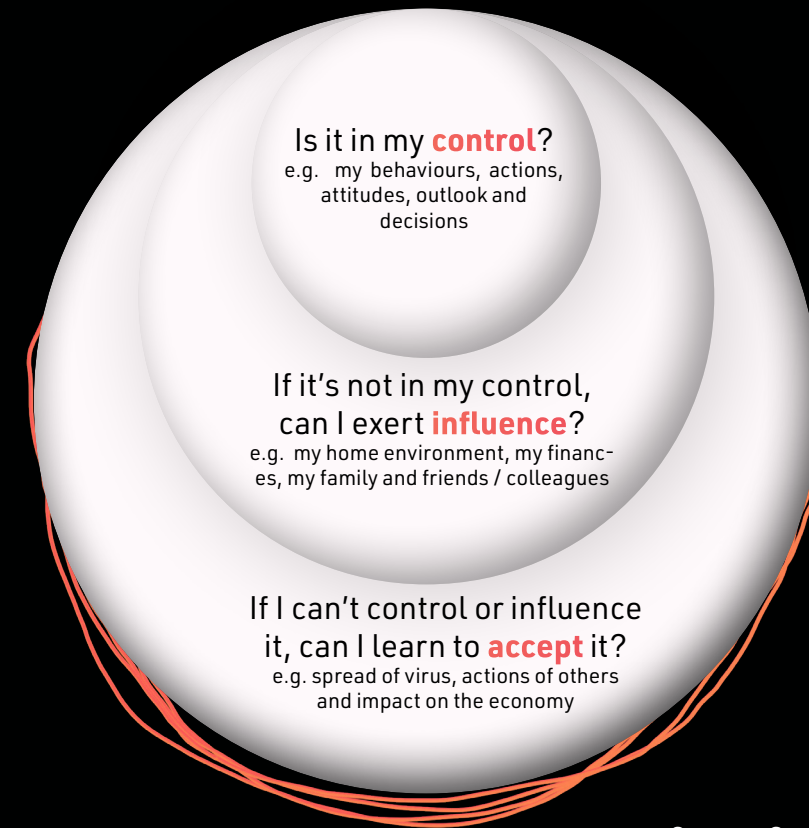 Is it in my control?
e.g. my behaviours, actions,
attitudes, outlook and
decisions
If it's not in my control,
can I exert influence?
e.g. my home environment, my financ-
es, my family and friends / colleagues
If I can't control or influence
it, can I learn to accept it?
e.g. spread of virus, actions of others
and impact on the economy